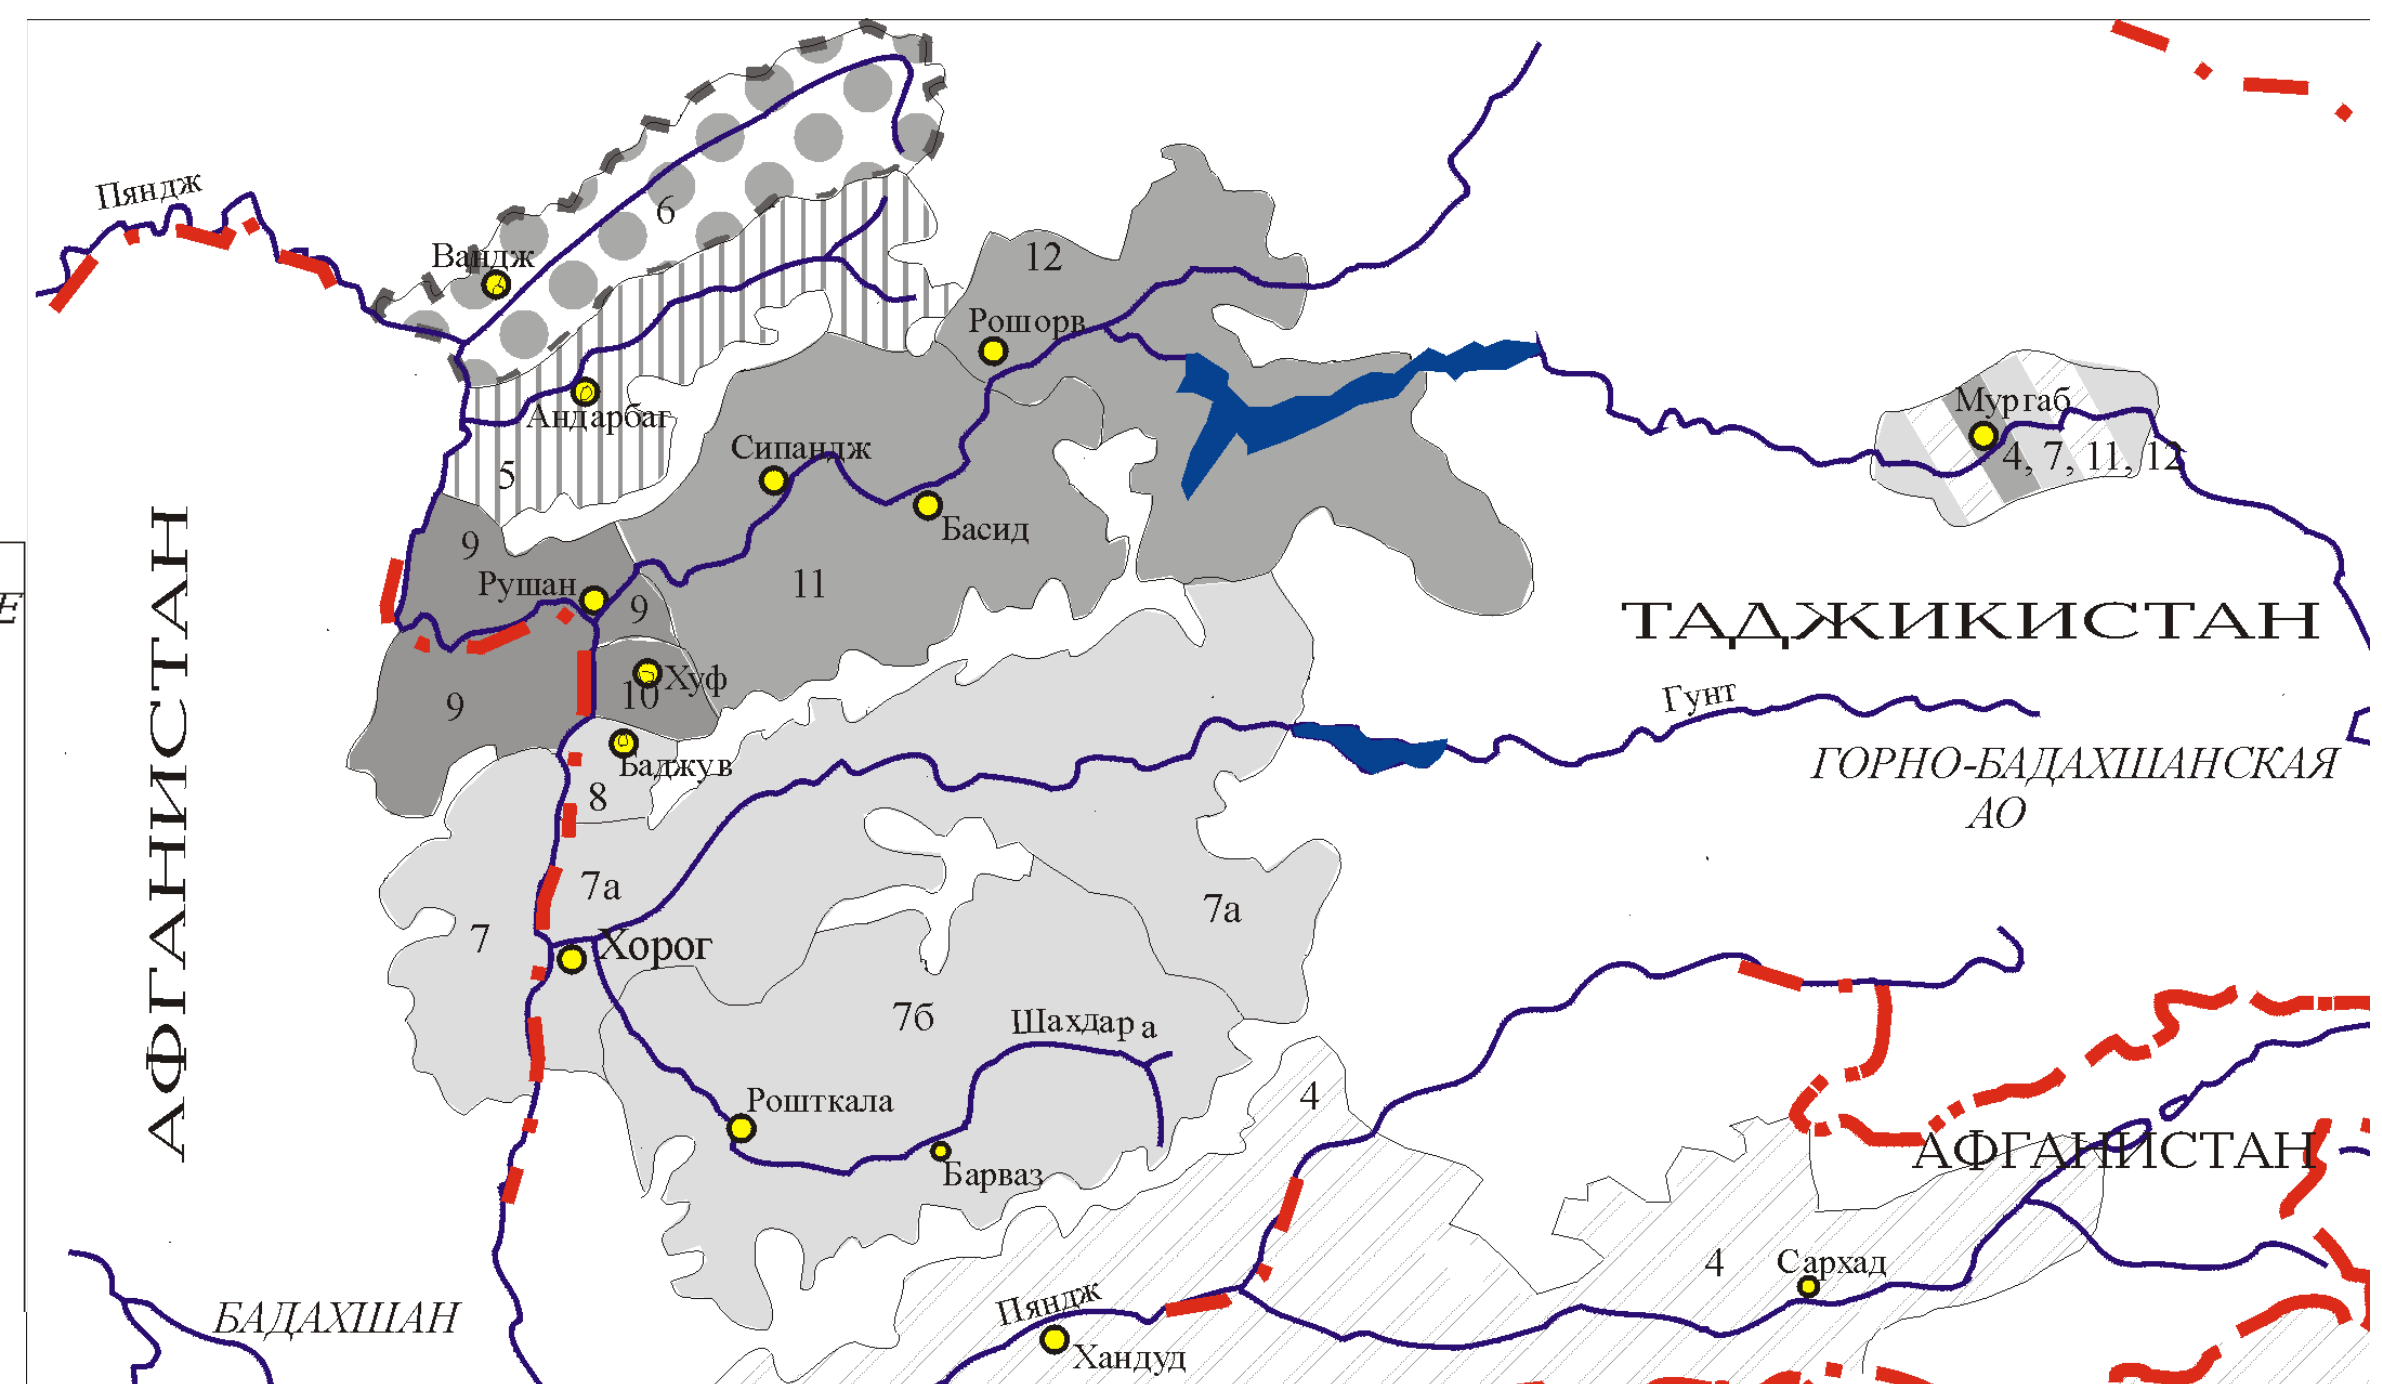 Пяндж
6
Вандж
12
Рошорв
Андарбаг
Мургаб
5
Сипандж
4, 7, 11, 12
Басид
9
Рушан
11
9
Е
АФГАНИСТАН
ТАДЖИКИСТАН
Хуф
10
9
Гунт
Баджув
ГОРНО-БАДАХШАНСКАЯ
АО
8
7а
7а
7
Хорог
7б
Шахдара
Рошткала
4
АФГАНИСТАН
Барваз
4
Сархад
Пяндж
БАДАХШАН
Хандуд